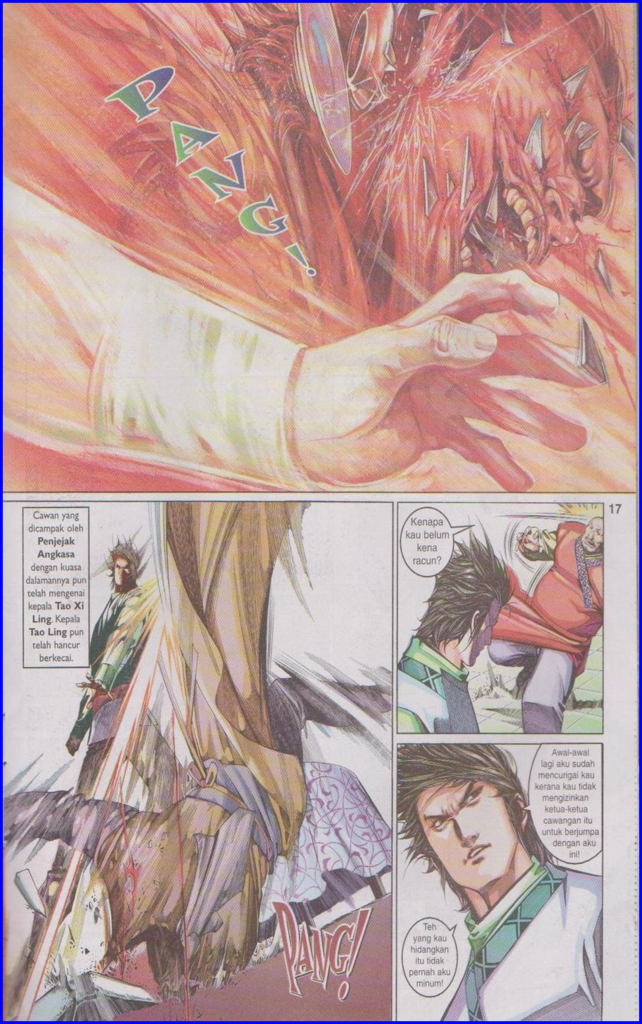 PANG!
17
Cawan yang
dicampak oleh
Penjejak
Angkasa
dengan kuasa
dalamannya pun
telah mengenai
kepala Tao Xi
Ling. Kepala
Tao Ling pun
telah hancur
berkecai.
PANG!
Kenapa
kau belum
kena
racun?
Awal-awal
lagi aku sudah
mencurigai kau
kerana kau tidak
mengizinkan
ketua-ketua
cawangan itu
untuk berjumpa
dengan aku
ini!
Teh
yang kau
hidangkan
itu tidak
pernah aku
minum!